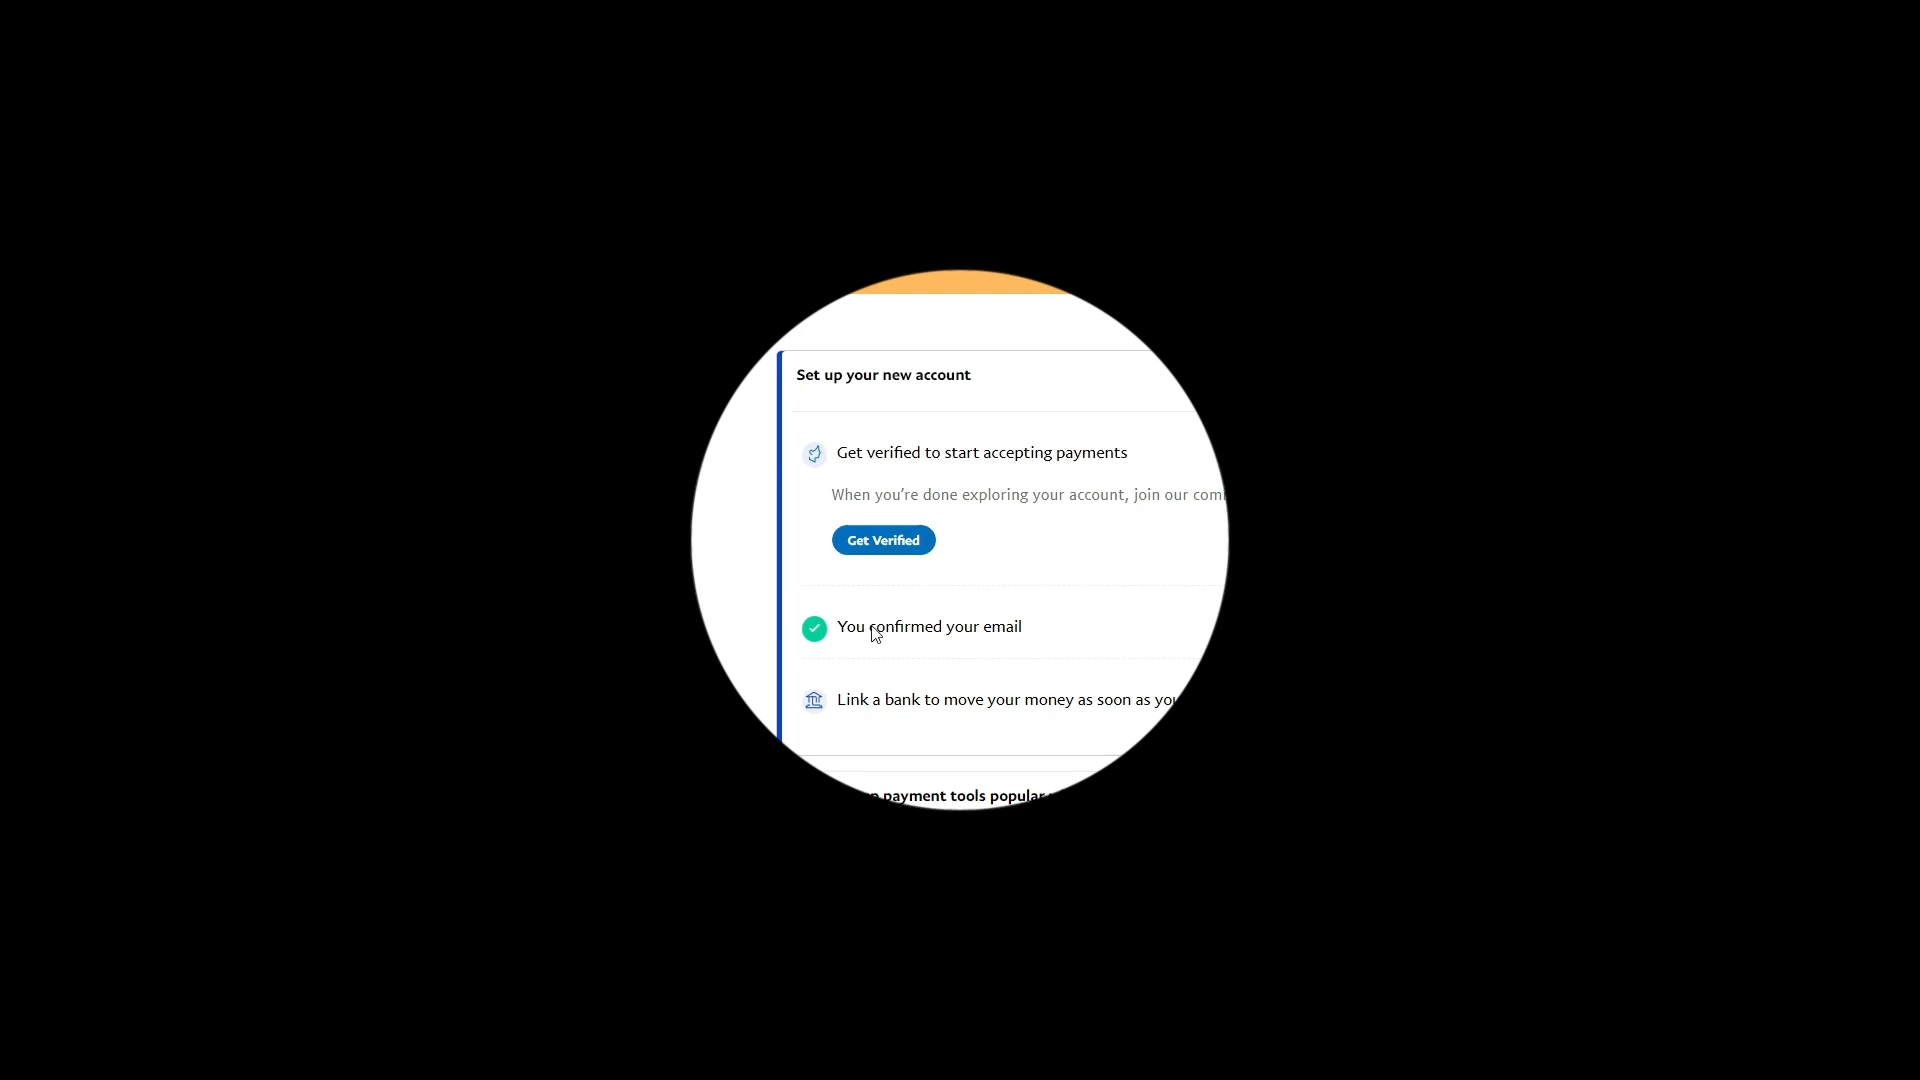 Set up your new account
Get verified to start accepting payments
When you’re done exploring your account, join our
Get Verified
You confirmed your email
Link a bank to move your money as soon as
payment tools popular